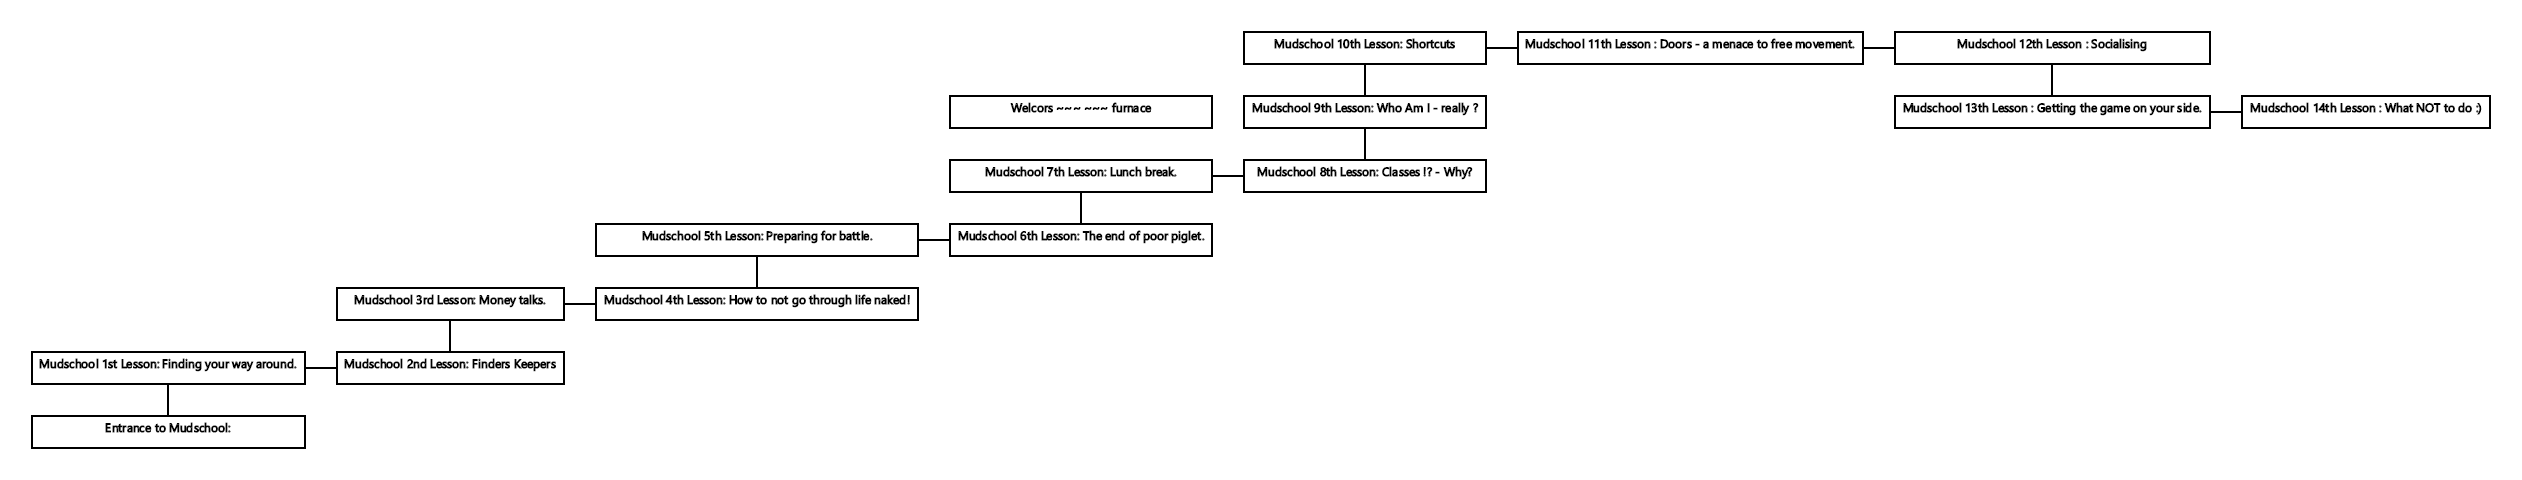 Mudschool 10th Lesson: Shortcuts
Mudschool 11th Lesson : Doors - a menace to free movement.
Mudschool 12th Lesson : Socialising
Welcors ~~~ ~~~ furnace
Mudschool 9th Lesson: Who Am I - really ?
Mudschool 13th Lesson : Getting the game on your side.
Mudschool 14th Lesson : What NOT to do :)
Mudschool 7th Lesson: Lunch break.
Mudschool 8th Lesson: Classes !? - Why?
Mudschool 5th Lesson: Preparing for battle.
Mudschool 6th Lesson: The end of poor piglet.
Mudschool 3rd Lesson: Money talks.
Mudschool 4th Lesson: How to not go through life naked!
Mudschool 1st Lesson: Finding your way around.
Mudschool 2nd Lesson: Finders Keepers
Entrance to Mudschool: